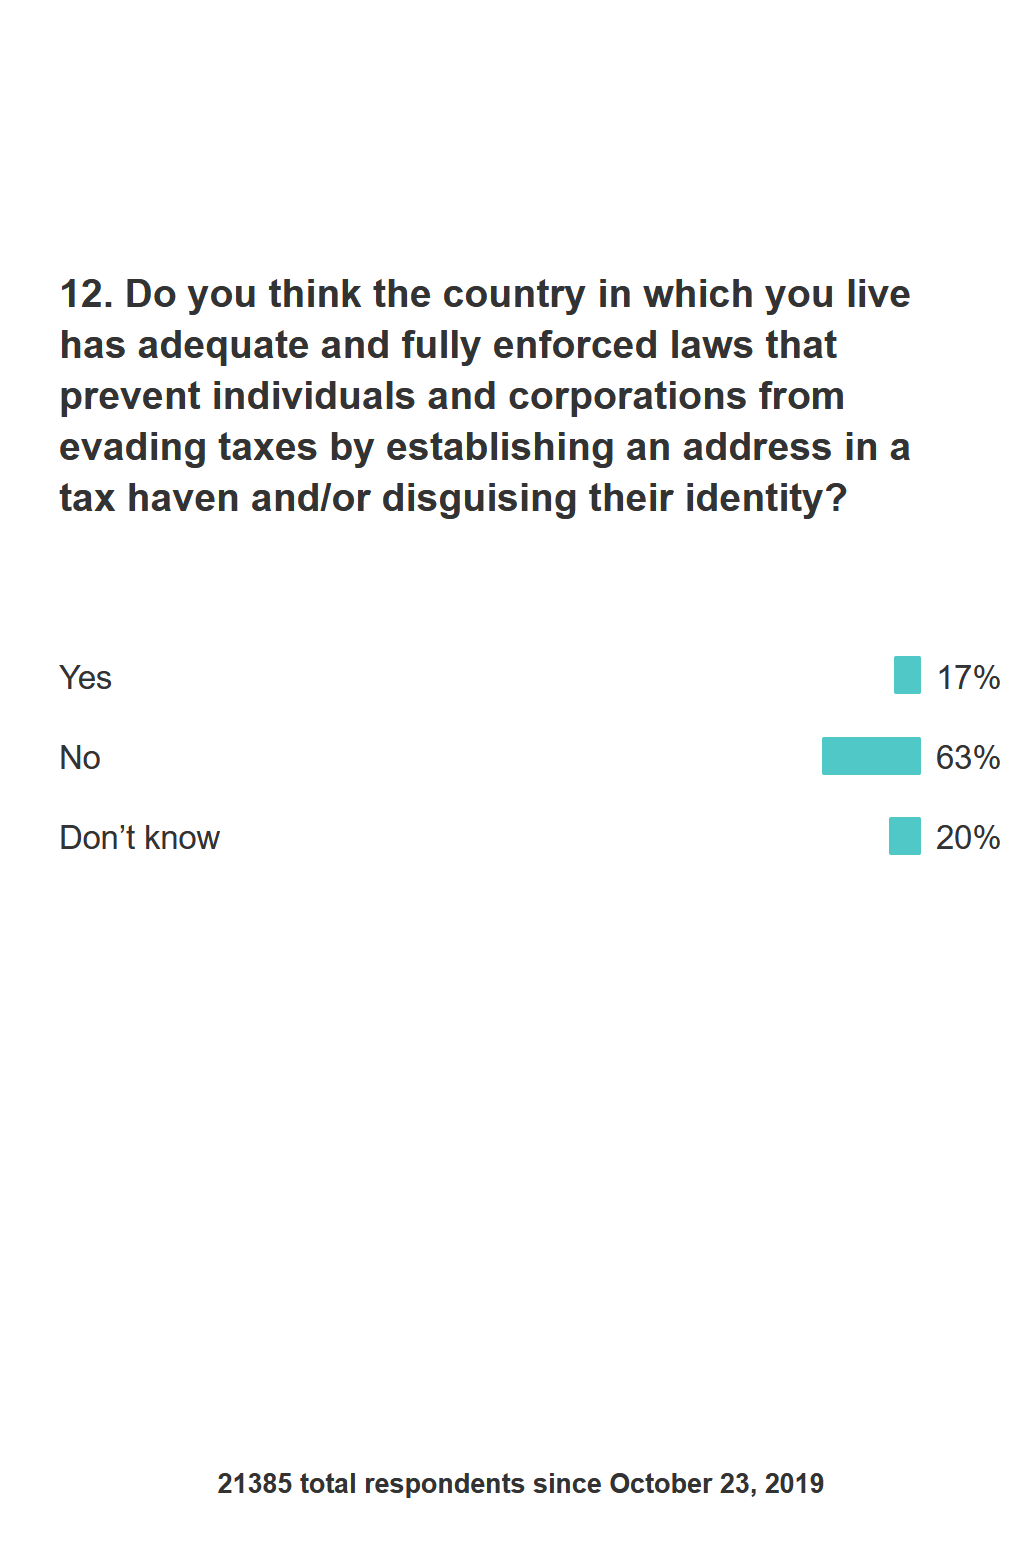 12. Do you think the country in which you live
has adequate and fully enforced laws that
prevent individuals and corporations from
evading taxes by establishing an address in a
tax haven and/or disguising their identity?
Yes 17%
No 63%
Don’t know 20%
21385 total respondents since October 23, 2019